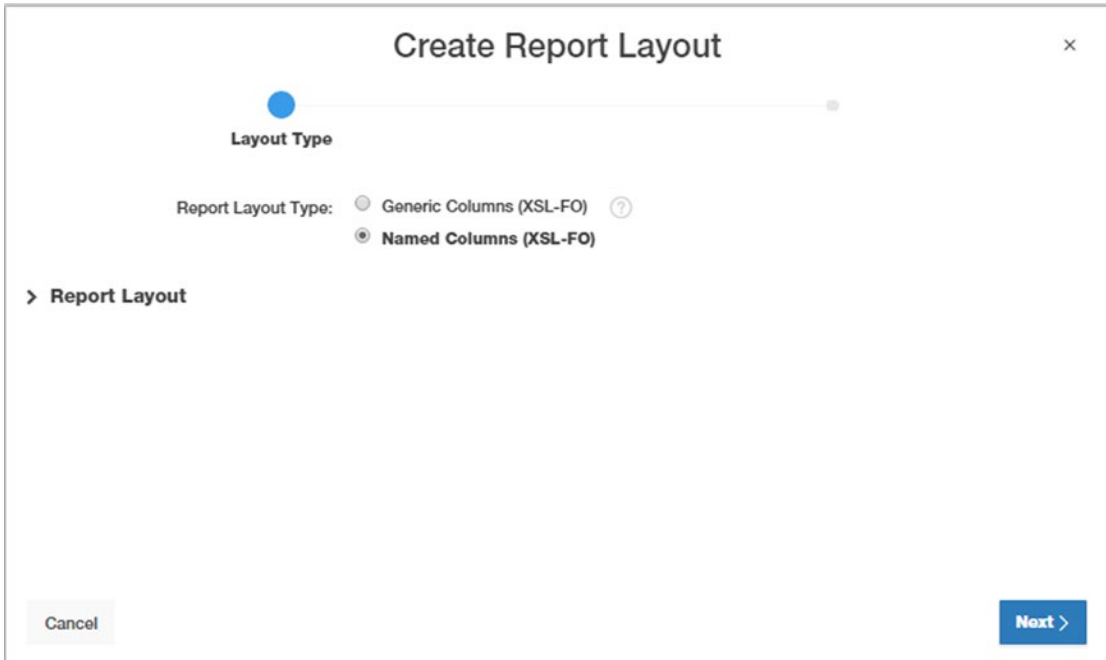 Create Report Layout
×
Layout Type
Report Layout Type:
Generic Columns (XSL-FO) ?
Named Columns (XSL-FO)
Report Layout
Cancel
Next